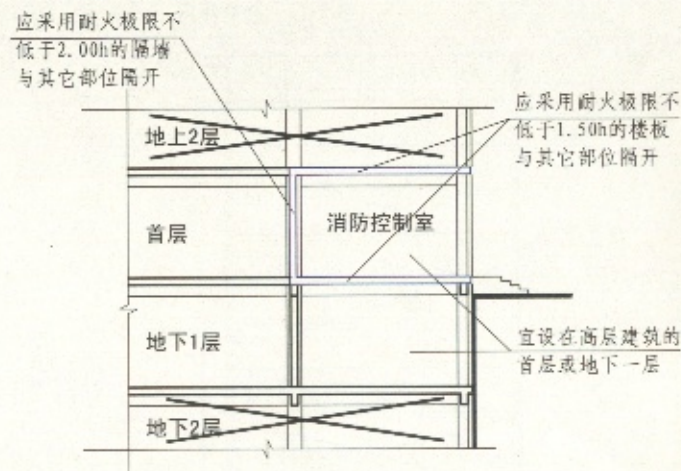 应采用耐火极限不
低于2.00h的隔墙
与其它部位隔开
应采用耐火极限不
低于1.50h的楼板
与其它部位隔开
地上2层
首层
消防控制室
地下1层
宜设在高层建筑的
首层或地下一层
地下2层